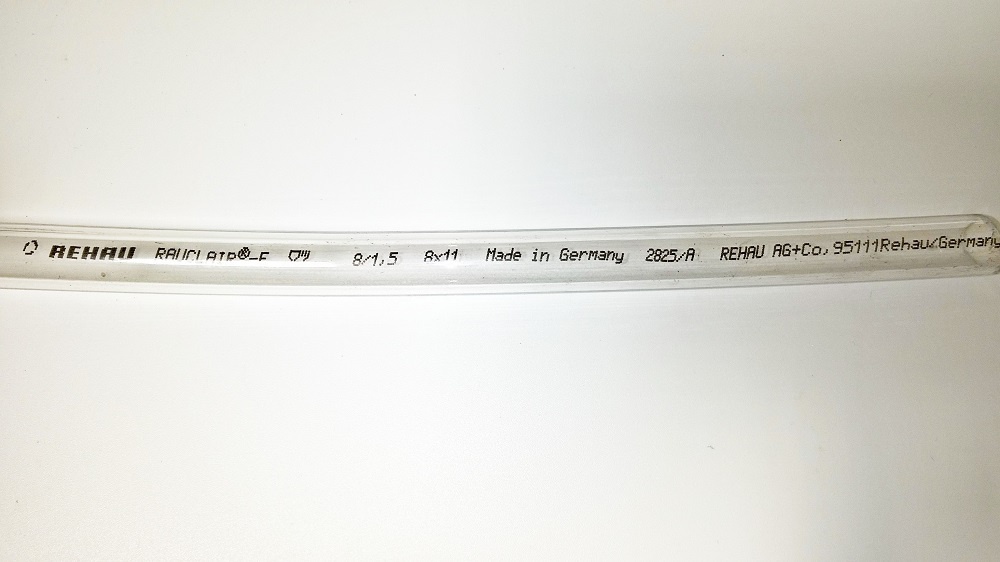 REHAU RAUCLAIR®-E 8/1,5 8x11 Made in Germany 2825/A REHAU AG+Co,95111Rehau/Germany